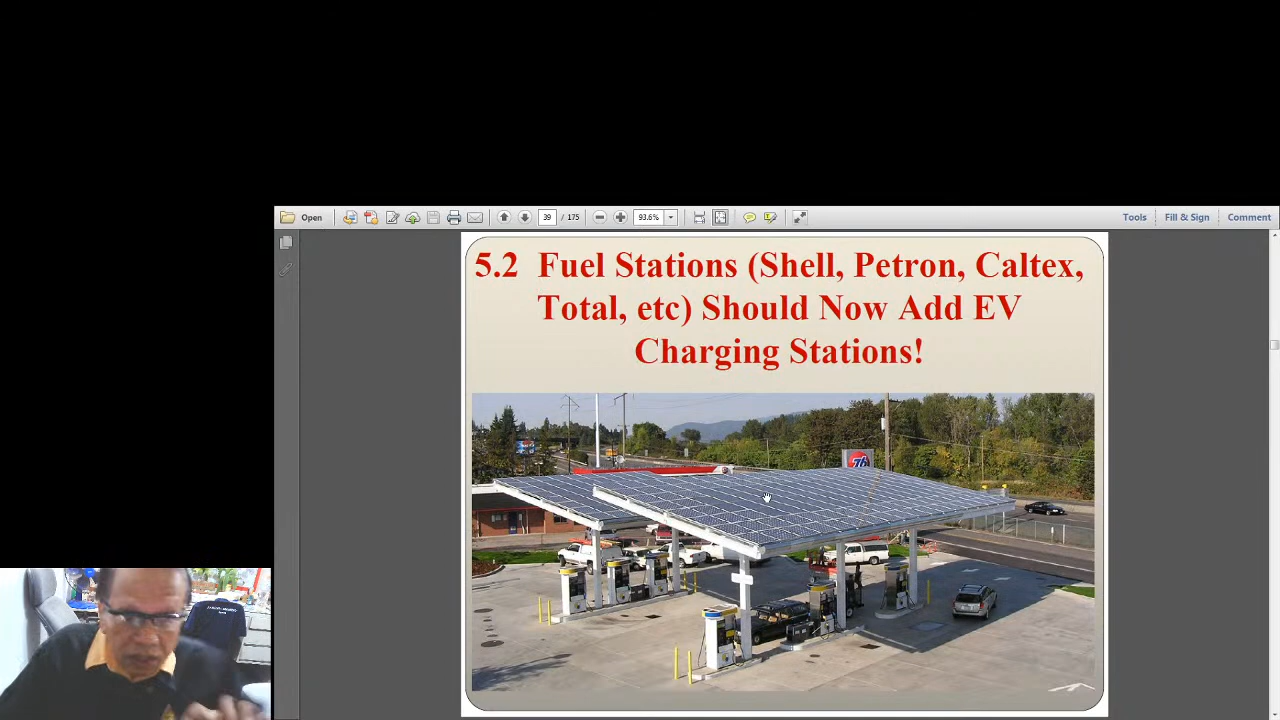 Open
39 / 175
93.6%
Tools
Fill & Sign
Comment
5.2 Fuel Stations (Shell, Petron, Caltex,
Total, etc) Should Now Add EV
Charging Stations!
76